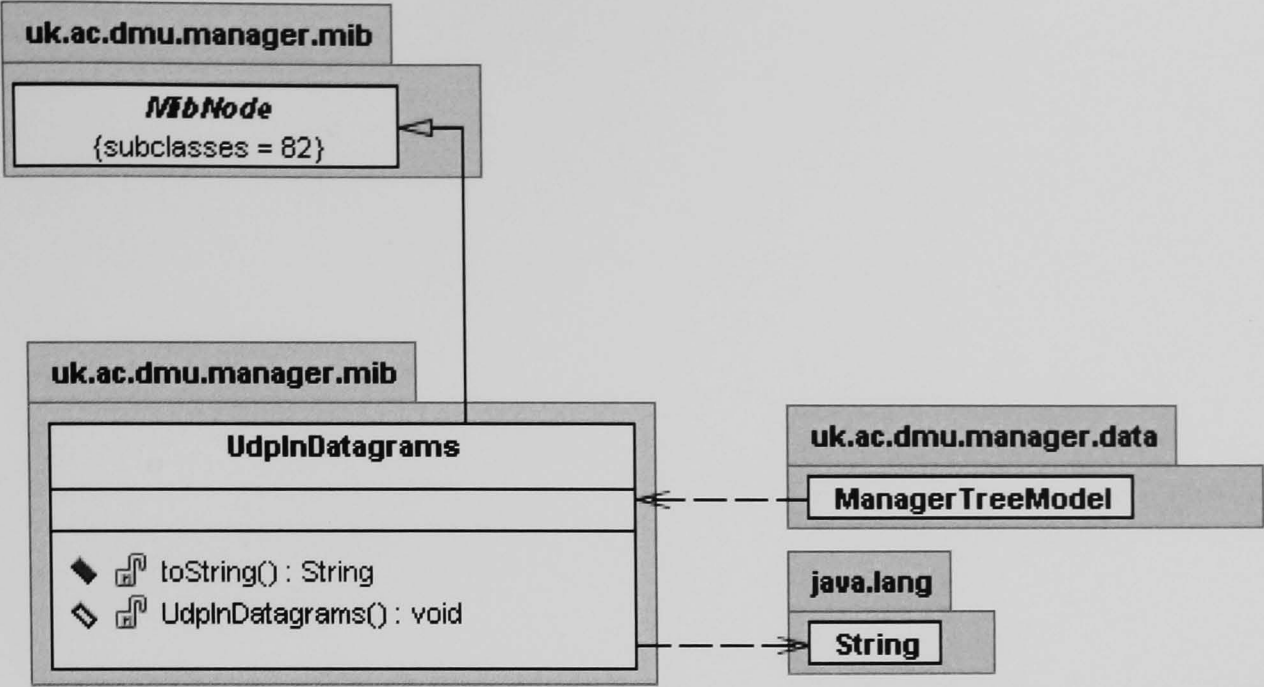 uk.ac.dmu.manager.mib
MibNode
{subclasses = 82}
uk.ac.dmu.manager.mib
UdpInDatagrams
toString() : String
UdpInDatagrams() : void
uk.ac.dmu.manager.data
ManagerTreeModel
java.lang
String